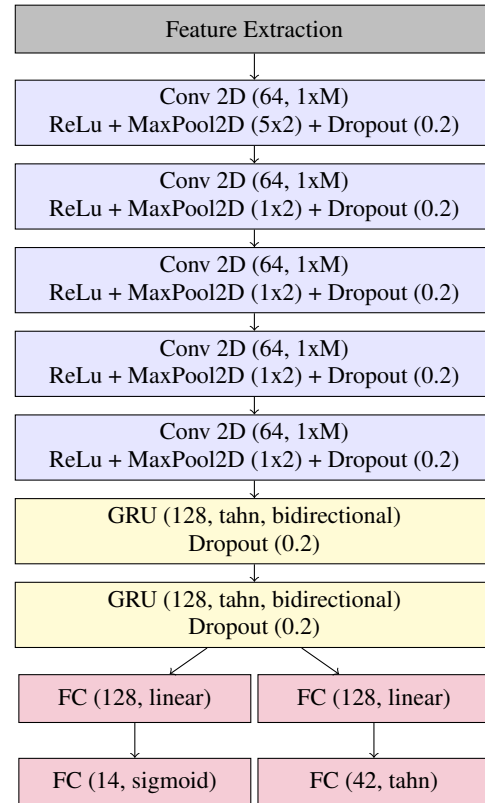 Feature Extraction
Conv 2D (64, 1xM)
ReLu + MaxPool2D (5x2) + Dropout (0.2)
Conv 2D (64, 1xM)
ReLu + MaxPool2D (1x2) + Dropout (0.2)
Conv 2D (64, 1xM)
ReLu + MaxPool2D (1x2) + Dropout (0.2)
Conv 2D (64, 1xM)
ReLu + MaxPool2D (1x2) + Dropout (0.2)
Conv 2D (64, 1xM)
ReLu + MaxPool2D (1x2) + Dropout (0.2)
GRU (128, tahn, bidirectional)
Dropout (0.2)
GRU (128, tahn, bidirectional)
Dropout (0.2)
FC (128, linear)
FC (128, linear)
FC (14, sigmoid)
FC (42, tahn)